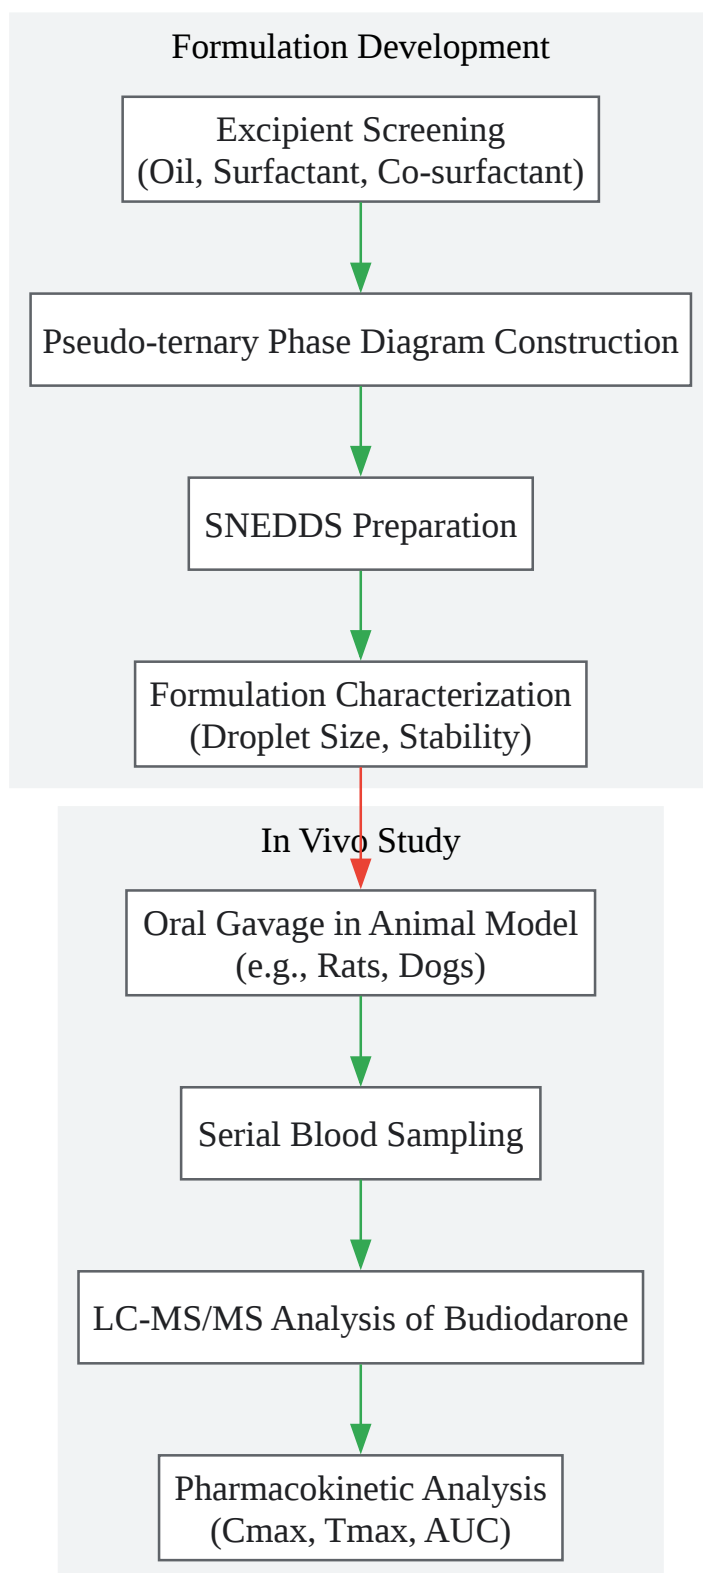 Formulation Development
Excipient Screening
(Oil, Surfactant, Co-surfactant)
Pseudo-ternary Phase Diagram Construction
SNEDDS Preparation
Formulation Characterization
(Droplet Size, Stability)
In Vivo Study
Oral Gavage in Animal Model
(e.g., Rats, Dogs)
Serial Blood Sampling
LC-MS/MS Analysis of Budiodarone
Pharmacokinetic Analysis
(Cmax, Tmax, AUC)